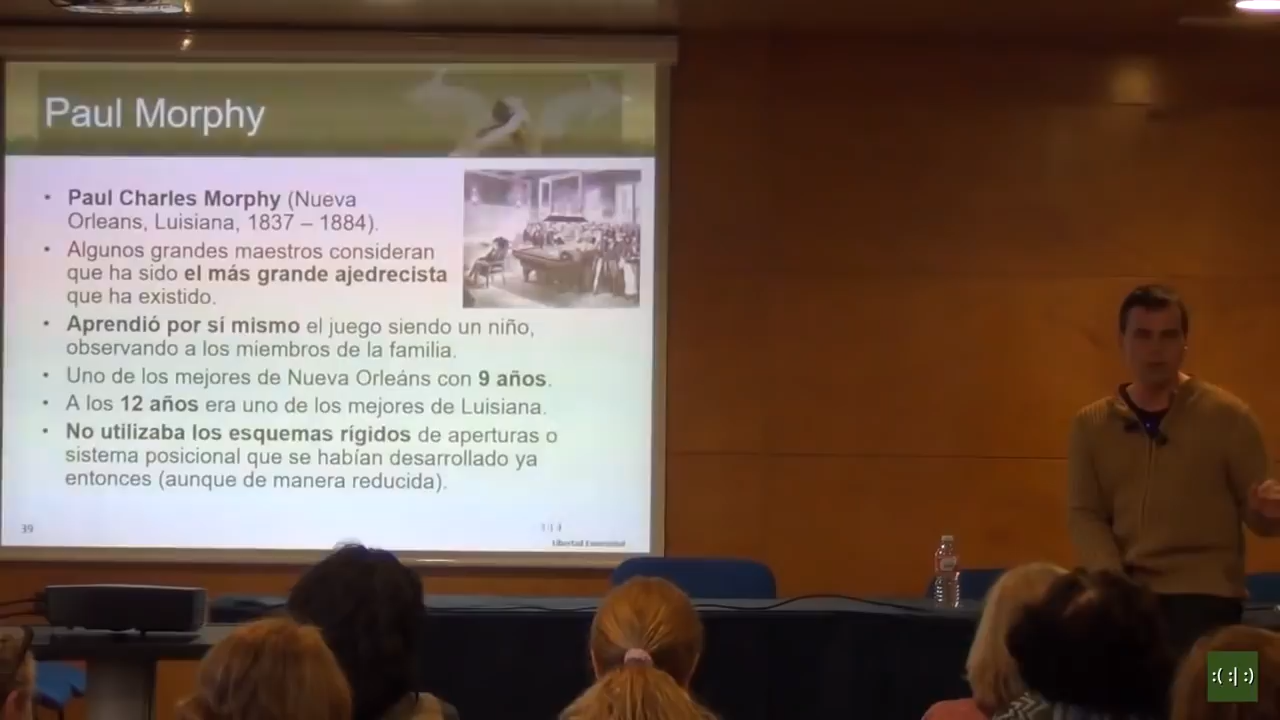 Paul Morphy
• Paul Charles Morphy (Nueva
Orleans, Luisiana, 1837 – 1884).
• Algunos grandes maestros consideran
que ha sido el más grande ajedrecista
que ha existido.
• Aprendió por sí mismo el juego siendo un niño,
observando a los miembros de la familia.
• Uno de los mejores de Nueva Orleáns con 9 años.
• A los 12 años era uno de los mejores de Luisiana.
• No utilizaba los esquemas rígidos de aperturas o
sistema posicional que se habían desarrollado ya
entonces (aunque de manera reducida).
39
Libertad
:( :| :)